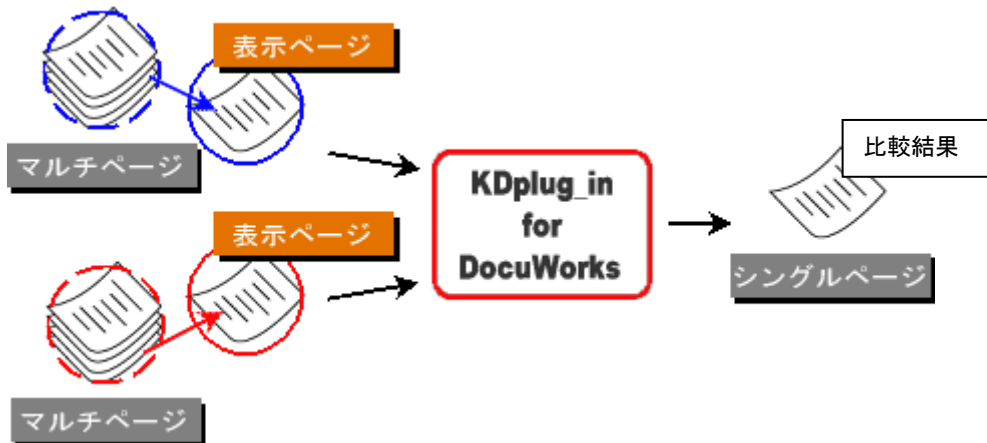 表示ページ
マルチページ
表示ページ
マルチページ
KDplug_in
for
DocuWorks
比較結果
シングルページ